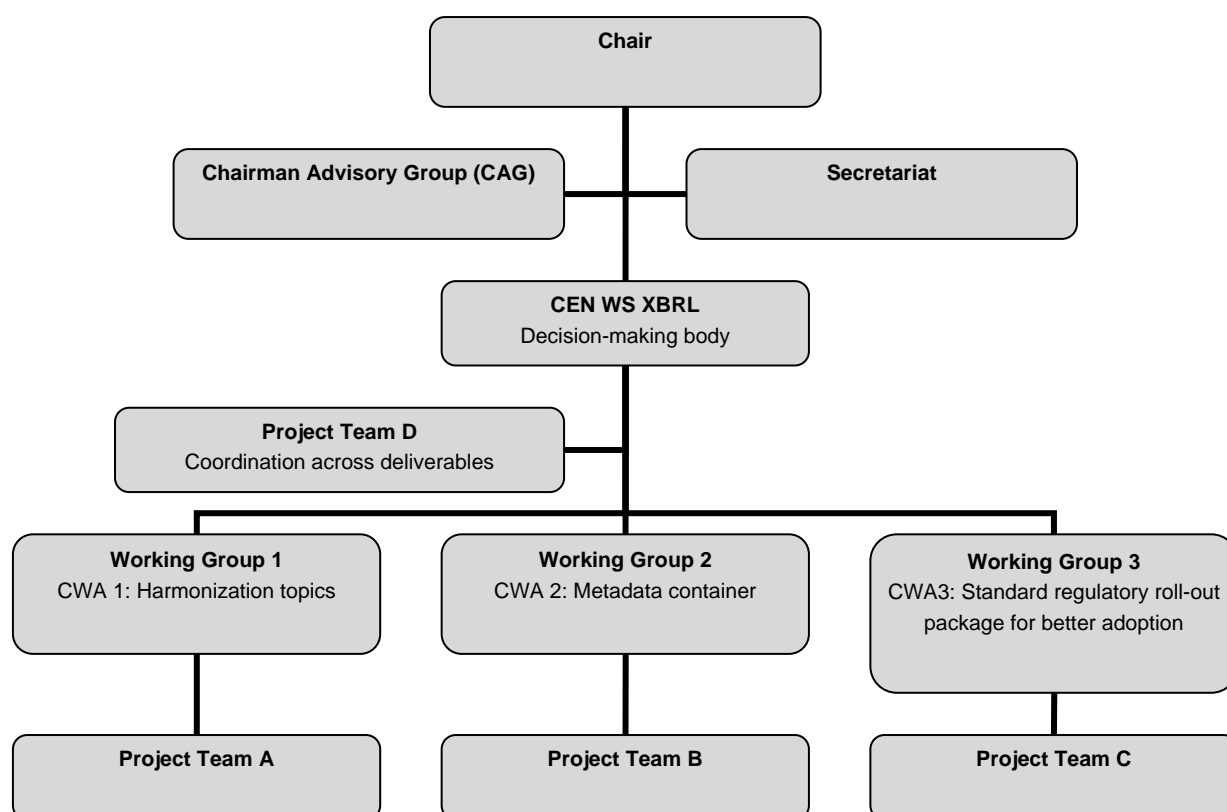 Chair
Chairman Advisory Group (CAG)
Secretariat
CEN WS XBRL
Decision-making body
Project Team D
Coordination across deliverables
Working Group 1
CWA 1: Harmonization topics
Working Group 2
CWA 2: Metadata container
Working Group 3
CWA3: Standard regulatory roll-out
package for better adoption
Project Team A
Project Team B
Project Team C